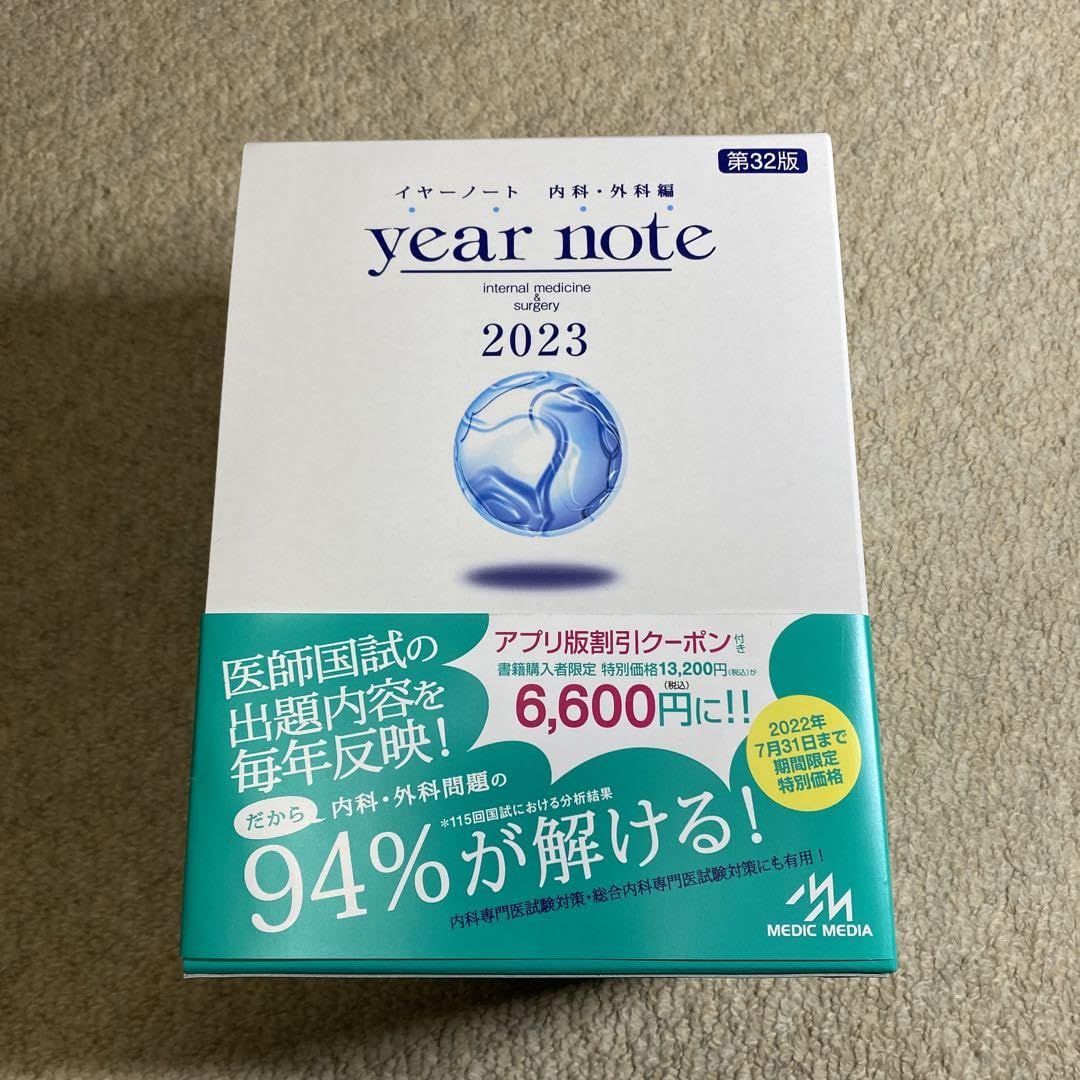 第32版
イヤーノート 内科・外科編
year note
internal medicine
&
surgery
2023
医師国試の
出題内容を
毎年反映!
アプリ版割引クーポン付き
書籍購入者限定 特別価格13,200円(税込)が
6,600円(税込)に!!
2022年
7月31日まで
期間限定
特別価格
だから 内科・外科問題の
*115回国試における分析結果
94%が解ける!
内科専門医試験対策・総合内科専門医試験対策にも有用!
MEDIC MEDIA